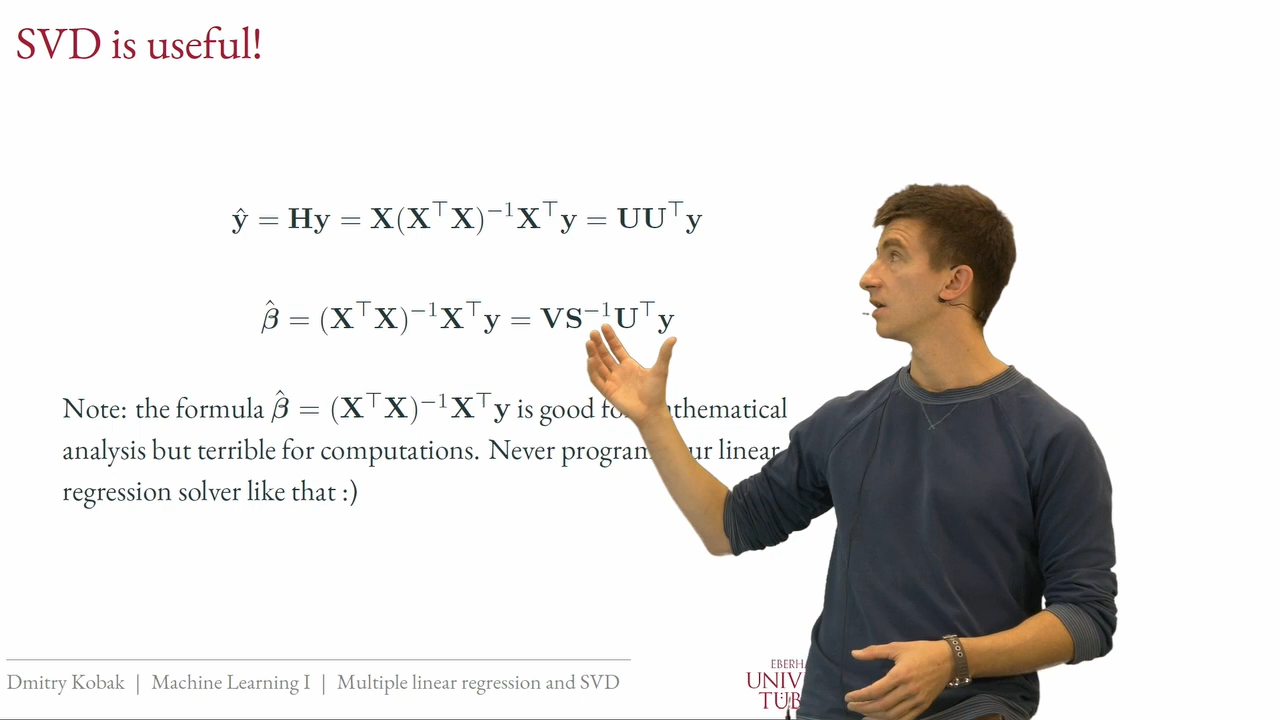 SVD is useful!
ŷ = Hy = X(X⊤X)⁻¹X⊤y = UU⊤y
β̂ = (X⊤X)⁻¹X⊤y = VS⁻¹U⊤y
Note: the formula β̂ = (X⊤X)⁻¹X⊤y is good
analysis but terrible for computations. Never program linear
regression solver like that :)
Dmitry Kobak | Machine Learning I | Multiple linear regression and SVD